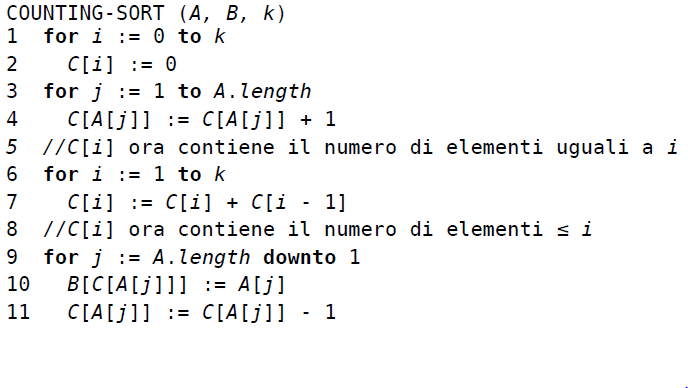 COUNTING-SORT (A, B, k)
1 for i := 0 to k
2 C[i] := 0
3 for j := 1 to A.length
4 C[A[j]] := C[A[j]] + 1
5 //C[i] ora contiene il numero di elementi uguali a i
6 for i := 1 to k
7 C[i] := C[i] + C[i - 1]
8 //C[i] ora contiene il numero di elementi ≤ i
9 for j := A.length downto 1
10 B[C[A[j]]] := A[j]
11 C[A[j]] := C[A[j]] - 1